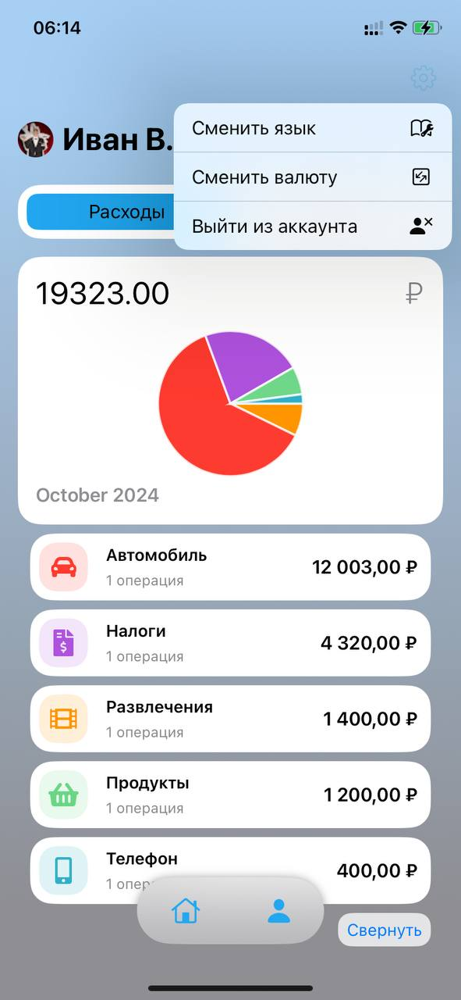 06:14
Сменить язык
Иван В.
Сменить валюту
Расходы
Выйти из аккаунта
19323.00 ₽
October 2024
Автомобиль
12 003,00 ₽
1 операция
Налоги
4 320,00 ₽
1 операция
Развлечения
1 400,00 ₽
1 операция
Продукты
1 200,00 ₽
1 операция
Телефон
400,00 ₽
1 опер
Свернуть